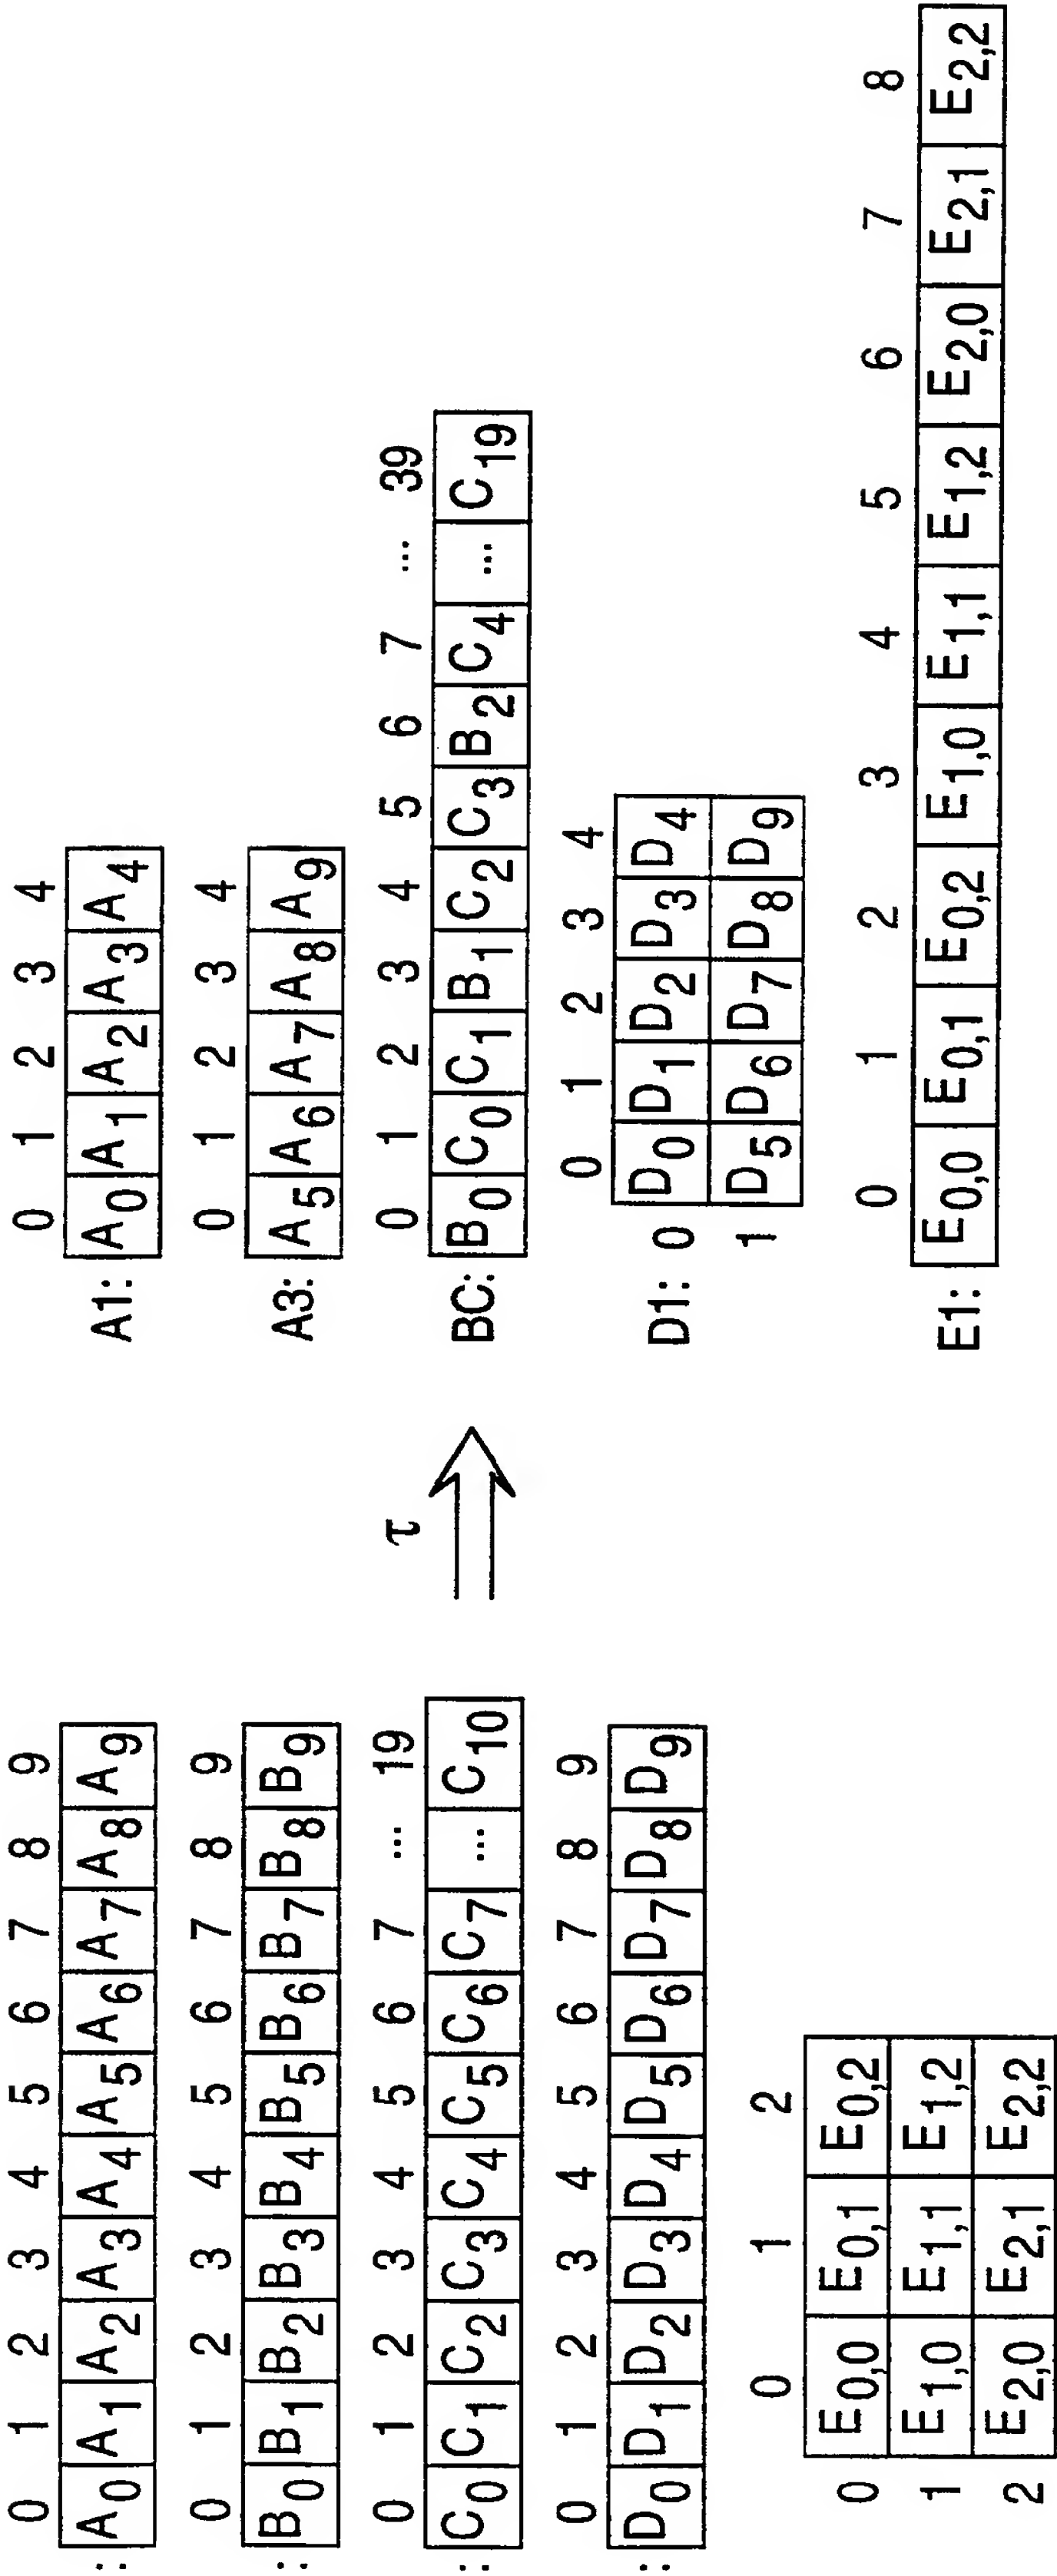 0 1 2 3 4 5 6 7 8 9
: A0 A1 A2 A3 A4 A5 A6 A7 A8 A9
0 1 2 3 4 5 6 7 8 9
: B0 B1 B2 B3 B4 B5 B6 B7 B8 B9
0 1 2 3 4 5 6 7 ... 19
: C0 C1 C2 C3 C4 C5 C6 C7 ... C10
0 1 2 3 4 5 6 7 8 9
: D0 D1 D2 D3 D4 D5 D6 D7 D8 D9
0 1 2
0 E0,0 E0,1 E0,2
1 E1,0 E1,1 E1,2
2 E2,0 E2,1 E2,2
τ
0 1 2 3 4
A1: A0 A1 A2 A3 A4
0 1 2 3 4
A3: A5 A6 A7 A8 A9
0 1 2 3 4 5 6 7 ... 39
BC: B0 C0 C1 B1 C2 C3 B2 C4 ... C19
0 1 2 3 4
D1: 0 D0 D1 D2 D3 D4
1 D5 D6 D7 D8 D9
0 1 2 3 4 5 6 7 8
E1: E0,0 E0,1 E0,2 E1,0 E1,1 E1,2 E2,0 E2,1 E2,2